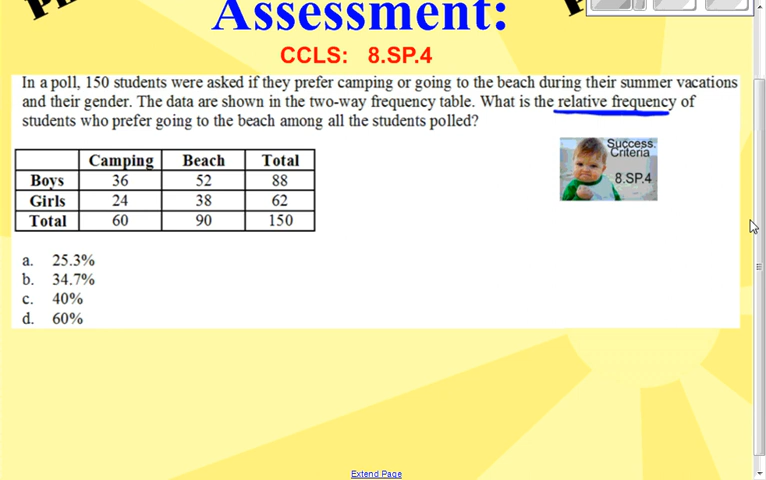 Assessment:
CCLS: 8.SP.4
In a poll, 150 students were asked if they prefer camping or going to the beach during their summer vacations
and their gender. The data are shown in the two-way frequency table. What is the relative frequency of
students who prefer going to the beach among all the students polled?
Success
Criteria
8.SP.4
Camping Beach Total
Boys 36 52 88
Girls 24 38 62
Total 60 90 150
a. 25.3%
b. 34.7%
c. 40%
d. 60%
Extend Page